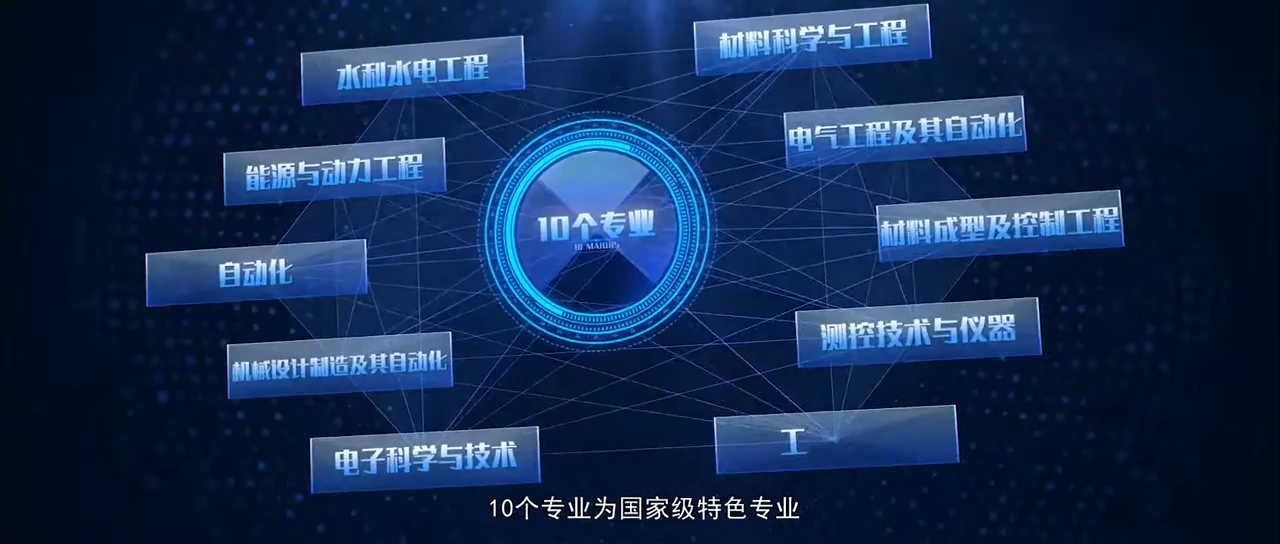 水利水电工程
材料科学与工程
能源与动力工程
电气工程及其自动化
10个专业
10 MAJORS
自动化
材料成型及控制工程
机械设计制造及其自动化
测控技术与仪器
电子科学与技术
工
10个专业为国家级特色专业